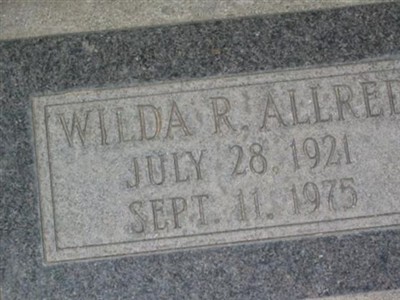 WILDA R. ALLRED
JULY 28, 1921
SEPT. 11, 1975